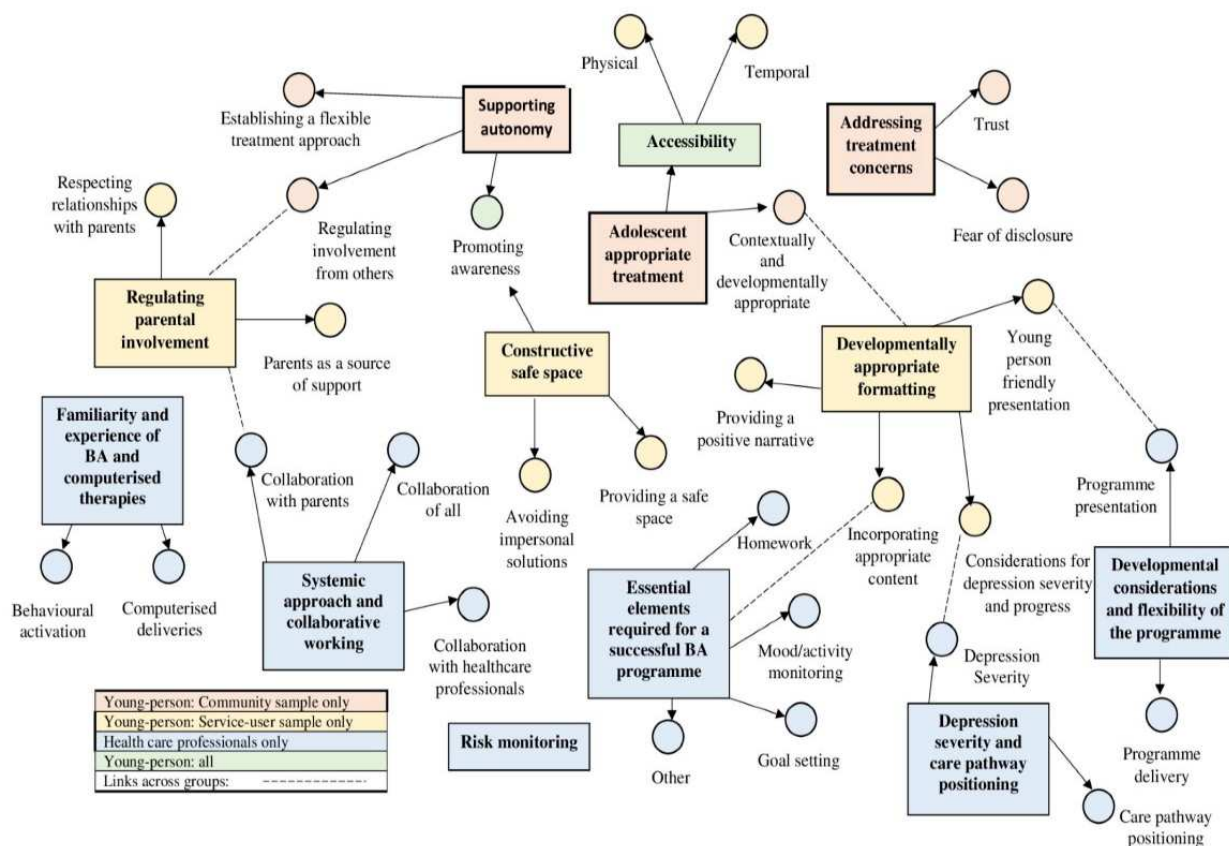 Physical
Temporal
Supporting
autonomy
Establishing a flexible
treatment approach
Accessibility
Addressing
treatment
concerns
Trust
Respecting
relationships
with parents
Regulating
involvement
from others
Promoting
awareness
Adolescent
appropriate
treatment
Contextually and
developmentally
appropriate
Fear of disclosure
Regulating
parental
involvement
Parents as a source
of support
Constructive
safe space
Developmentally
appropriate
formatting
Young
person
friendly
presentation
Providing a
positive narrative
Familiarity and
experience of
BA and
computerised
therapies
Collaboration
with parents
Collaboration
of all
Avoiding
impersonal
solutions
Providing a safe
space
Homework
Incorporating
appropriate
content
Considerations for
depression severity
and progress
Programme
presentation
Behavioural
activation
Computerised
deliveries
Systemic
approach and
collaborative
working
Collaboration
with healthcare
professionals
Essential
elements
required for a
successful BA
programme
Mood/activity
monitoring
Depression
Severity
Developmental
considerations
and flexibility of
the programme
Young-person: Community sample only
Young-person: Service-user sample only
Health care professionals only
Young-person: all
Links across groups:
Risk monitoring
Other
Goal setting
Depression
severity and
care pathway
positioning
Programme
delivery
Care pathway
positioning